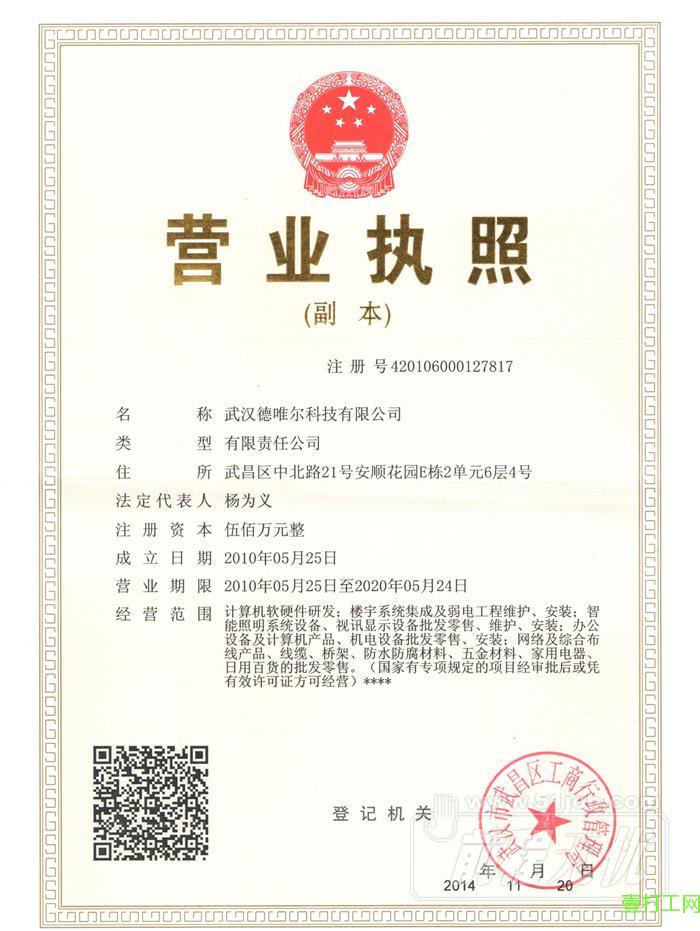 营业执照
(副本)
注册号420106000127817
名称 武汉德唯尔科技有限公司
类型 有限责任公司
住所 武昌区中北路21号安顺花园E栋2单元6层4号
法定代表人 杨为义
注册资本 伍佰万元整
成立日期 2010年05月25日
营业期限 2010年05月25日至2020年05月24日
经营范围 计算机软硬件研发；楼宇系统集成及弱电工程维护、安装；智
能照明系统设备、视讯显示设备批发零售、维护、安装；办公
设备及计算机产品、机电设备批发零售、安装；网络及综合布
线产品、线缆、桥架、防水防腐材料、五金材料、家用电器、
日用百货的批发零售。（国家有专项规定的项目经审批后或凭
有效许可证方可经营）****
武汉市武昌区工商行政管理局
登记机关
www.51job.com
前程无忧
年 月 日
2014 11 20
壹打工网